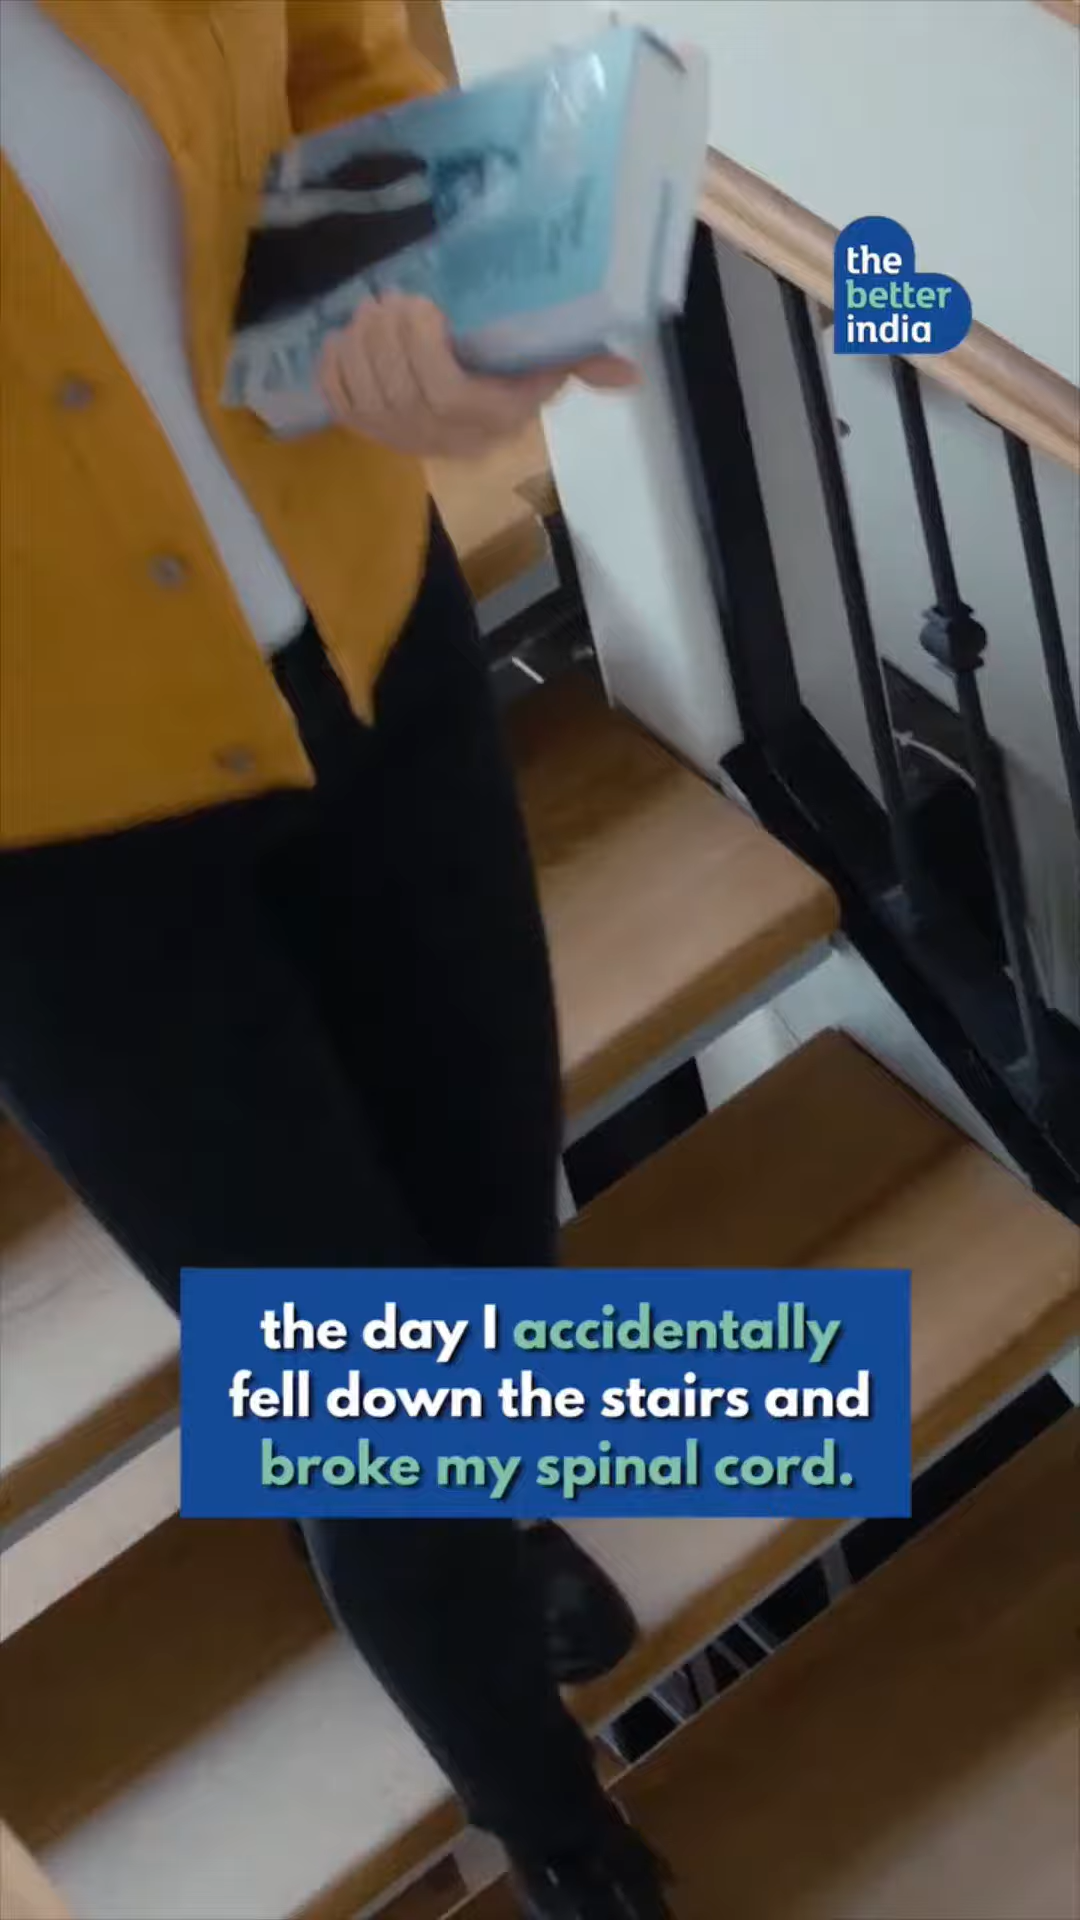 the
better
india
the day I accidentally
fell down the stairs and
broke my spinal cord.